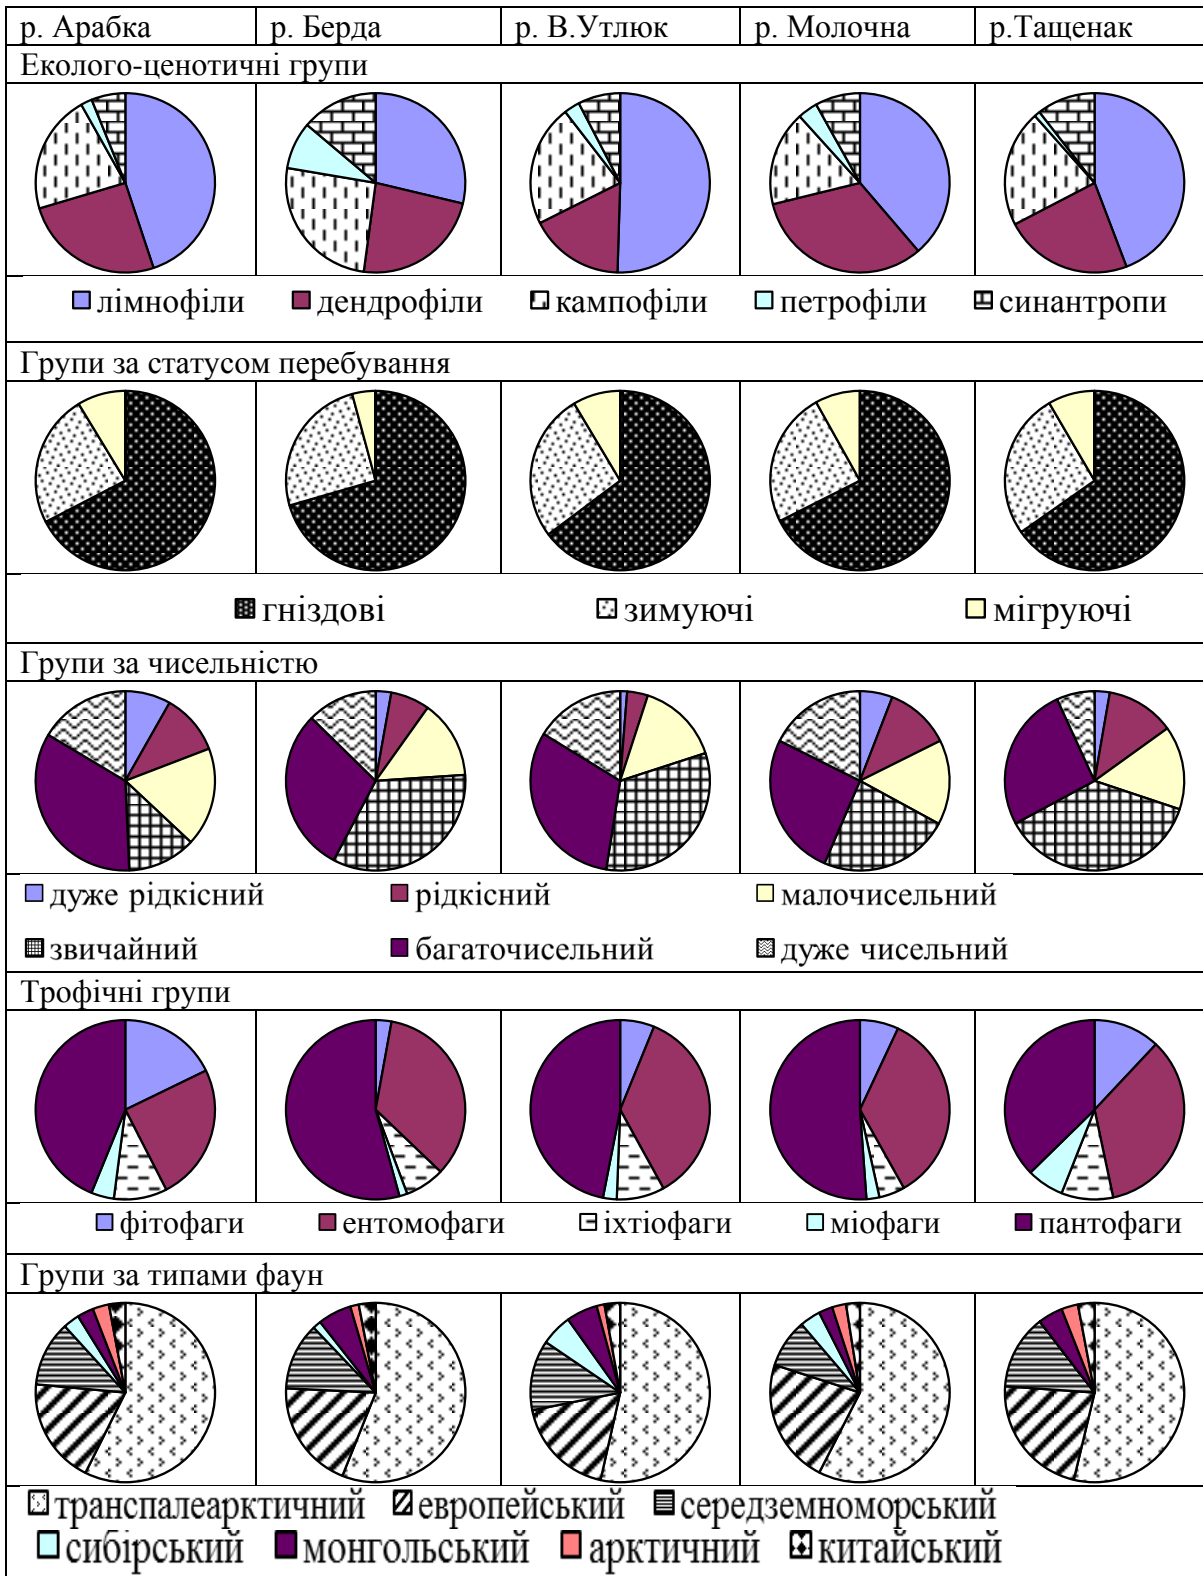 р. Арабка р. Берда р. В.Утлюк р. Молочна р.Тащенак
Еколого-ценотичні групи
лімнофіли дендрофіли кампофіли петрофіли синантропи
Групи за статусом перебування
гніздові зимуючі мігруючі
Групи за чисельністю
дуже рідкісний рідкісний малочисельний
звичайний багаточисельний дуже чисельний
Трофічні групи
фітофаги ентомофаги іхтіофаги міофаги пантофаги
Групи за типами фаун
транспалеарктичний европейський середземноморський
сибірський монгольський арктичний китайський